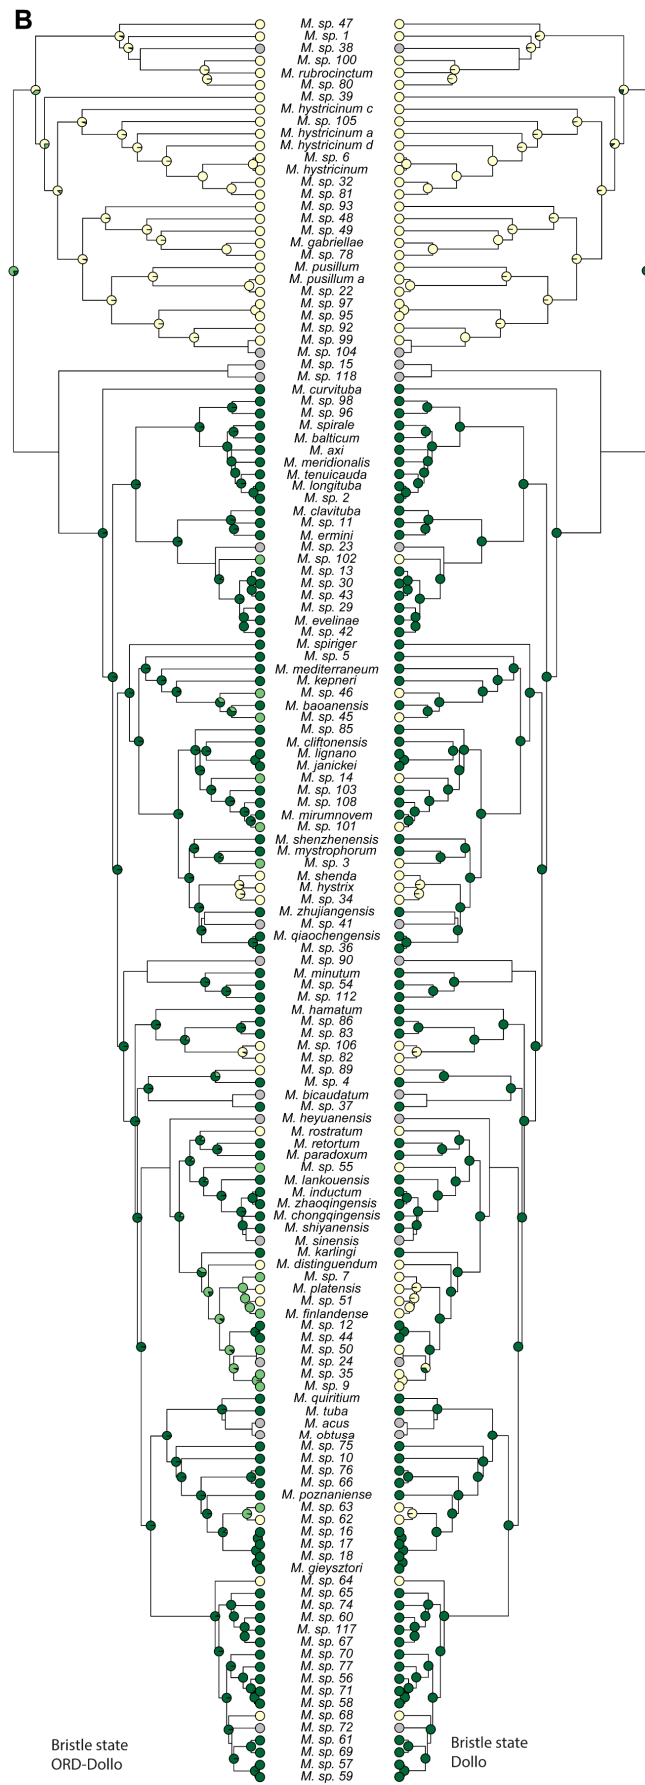 B
M. sp. 47
M. sp. 1
M. sp. 38
M. sp. 100
M. rubrocinctum
M. sp. 80
M. sp. 39
M. hystricinum c
M. sp. 105
M. hystricinum a
M. hystricinum d
M. sp. 6
M. hystricinum
M. sp. 32
M. sp. 81
M. sp. 93
M. sp. 48
M. sp. 49
M. gabriellae
M. sp. 78
M. pusillum
M. pusillum a
M. sp. 22
M. sp. 97
M. sp. 95
M. sp. 92
M. sp. 99
M. sp. 104
M. sp. 15
M. sp. 118
M. curvituba
M. sp. 98
M. sp. 96
M. spirale
M. balticum
M. axi
M. meridionalis
M. tenuicauda
M. longituba
M. sp. 2
M. clavituba
M. sp. 11
M. ermini
M. sp. 23
M. sp. 102
M. sp. 13
M. sp. 30
M. sp. 43
M. sp. 29
M. evelinae
M. sp. 42
M. spiriger
M. sp. 5
M. mediterraneum
M. kepneri
M. sp. 46
M. baoanensis
M. sp. 45
M. sp. 85
M. cliftonensis
M. lignano
M. janickei
M. sp. 14
M. sp. 103
M. sp. 108
M. mirumnovem
M. sp. 101
M. shenzhenensis
M. mystrophorum
M. sp. 3
M. shenda
M. hystrix
M. sp. 34
M. zhujiangensis
M. sp. 41
M. qiaochengensis
M. sp. 36
M. sp. 90
M. minutum
M. sp. 54
M. sp. 112
M. hamatum
M. sp. 86
M. sp. 83
M. sp. 106
M. sp. 82
M. sp. 89
M. sp. 4
M. bicaudatum
M. sp. 37
M. heyuanensis
M. rostratum
M. retortum
M. paradoxum
M. sp. 55
M. lankouensis
M. inductum
M. zhaoqingensis
M. chongqingensis
M. shiyanensis
M. sinensis
M. karlingi
M. distinguendum
M. sp. 7
M. platensis
M. sp. 51
M. finlandense
M. sp. 12
M. sp. 44
M. sp. 50
M. sp. 24
M. sp. 35
M. sp. 9
M. quiritium
M. tuba
M. acus
M. obtusa
M. sp. 75
M. sp. 10
M. sp. 76
M. sp. 66
M. poznaniense
M. sp. 63
M. sp. 62
M. sp. 16
M. sp. 17
M. sp. 18
M. gieysztori
M. sp. 64
M. sp. 65
M. sp. 74
M. sp. 60
M. sp. 117
M. sp. 67
M. sp. 70
M. sp. 77
M. sp. 56
M. sp. 71
M. sp. 58
M. sp. 68
M. sp. 72
M. sp. 61
M. sp. 69
M. sp. 57
M. sp. 59
Bristle state
ORD-Dollo
Bristle state
Dollo